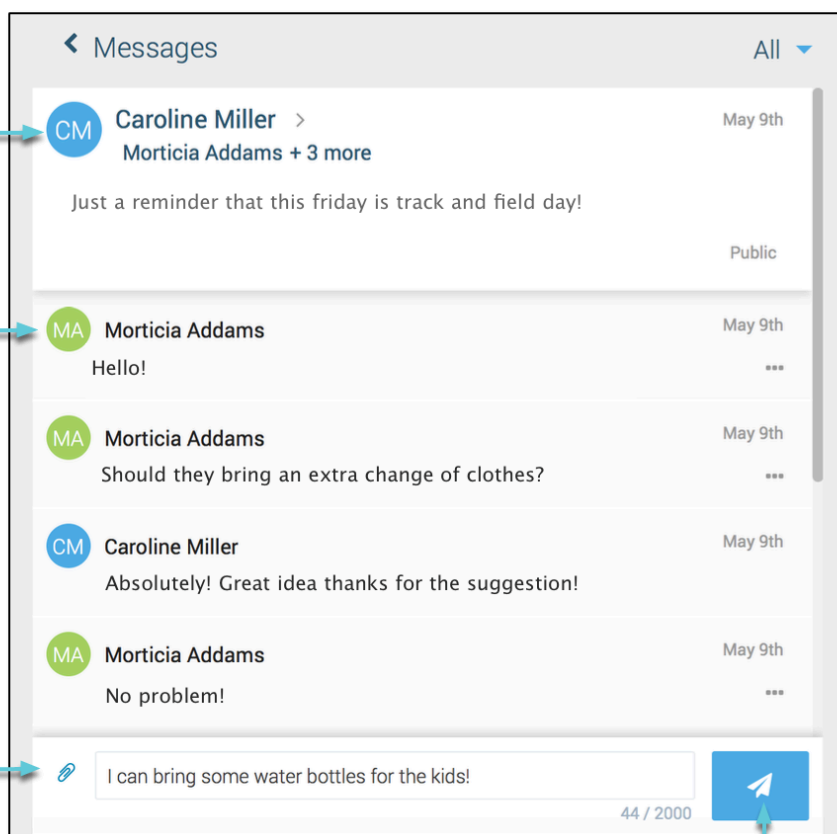 Messages
All
CM
Caroline Miller
May 9th
Morticia Addams + 3 more
Just a reminder that this friday is track and field day!
Public
MA
Morticia Addams
May 9th
Hello!
MA
Morticia Addams
May 9th
Should they bring an extra change of clothes?
CM
Caroline Miller
May 9th
Absolutely! Great idea thanks for the suggestion!
MA
Morticia Addams
May 9th
No problem!
I can bring some water bottles for the kids!
44 / 2000